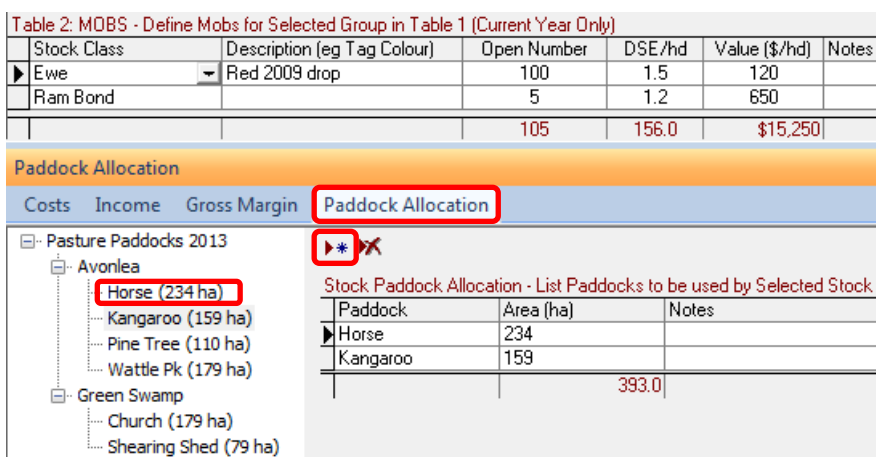 Table 2: MOBS - Define Mobs for Selected Group in Table 1 (Current Year Only)
Stock Class Description (eg Tag Colour) Open Number DSE/hd Value ($/hd) Notes
Ewe Red 2009 drop 100 1.5 120
Ram Bond 5 1.2 650
105 156.0 $15,250
Paddock Allocation
Costs Income Gross Margin Paddock Allocation
Pasture Paddocks 2013
Avonlea
Horse (234 ha)
Kangaroo (159 ha)
Pine Tree (110 ha)
Wattle Pk (179 ha)
Green Swamp
Church (179 ha)
Shearing Shed (79 ha)
Stock Paddock Allocation - List Paddocks to be used by Selected Stock
Paddock Area (ha) Notes
Horse 234
Kangaroo 159
393.0